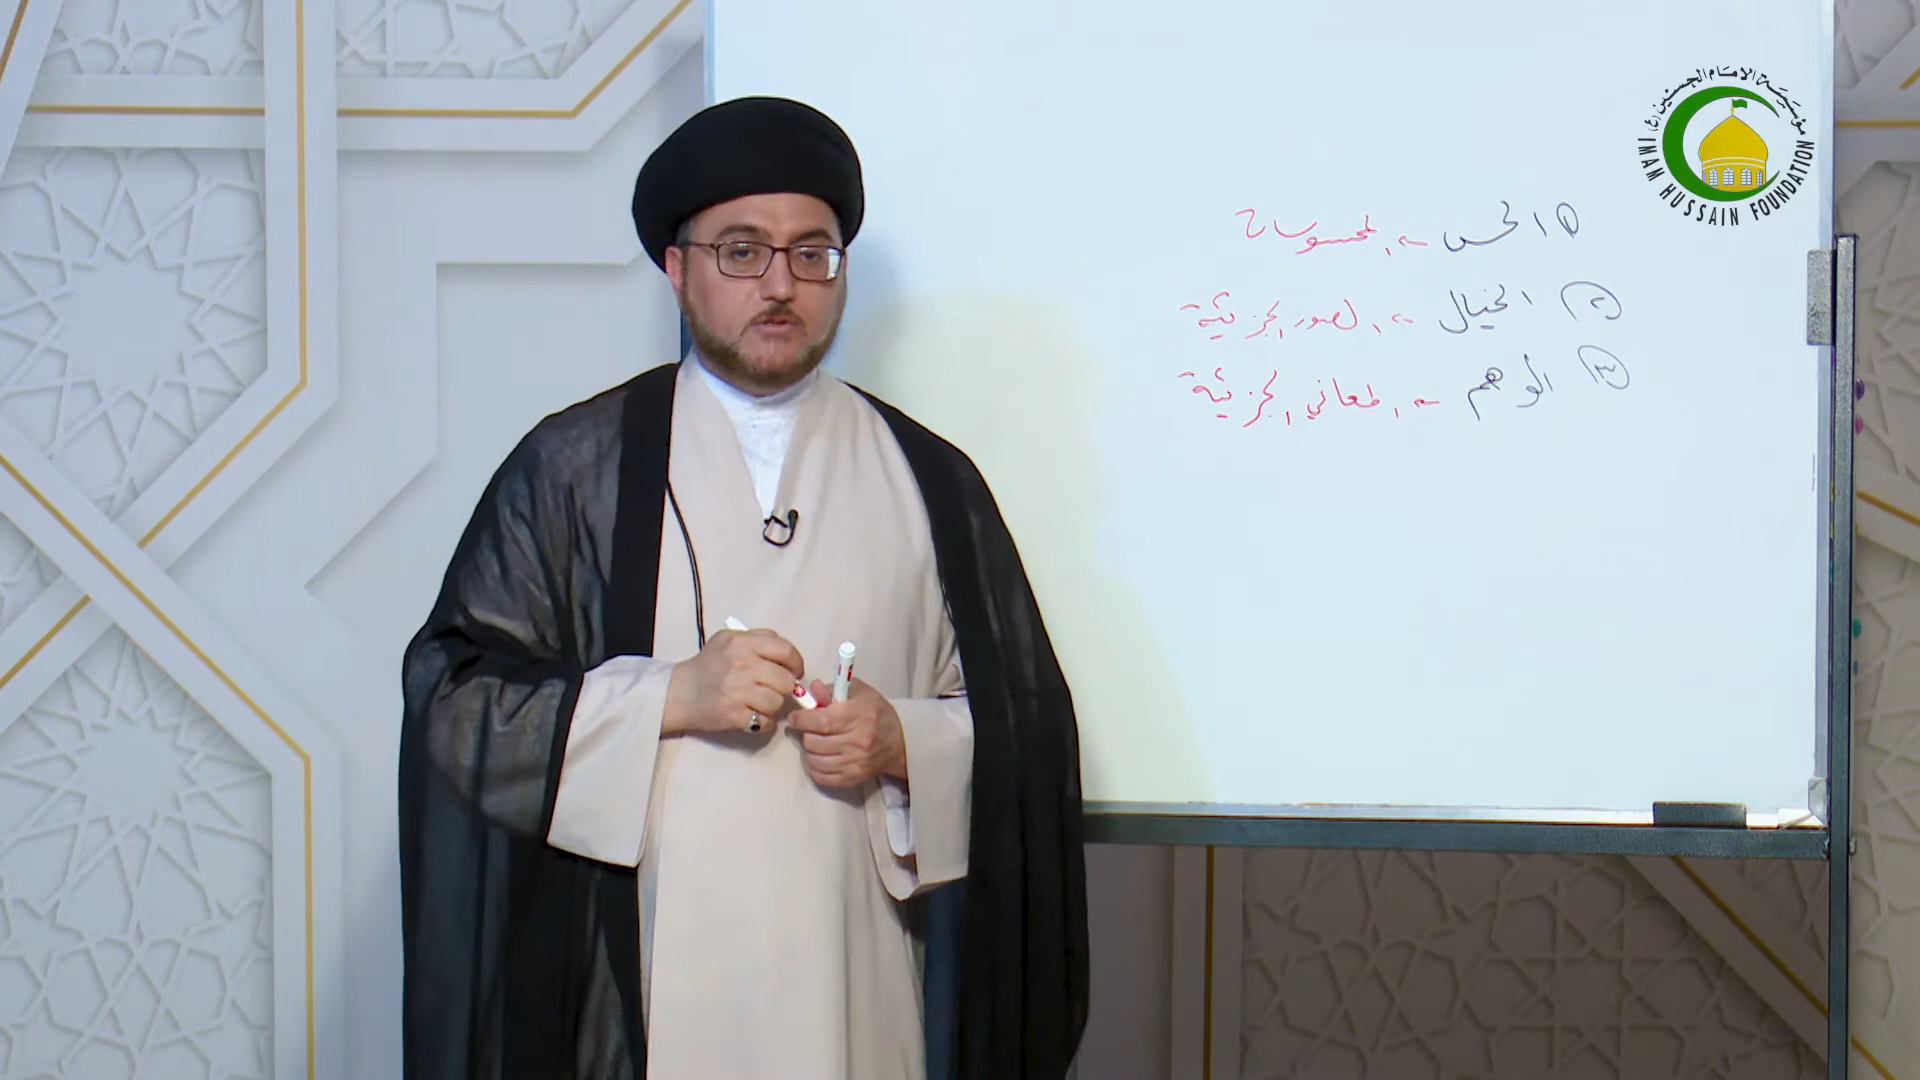 مؤسسة الإمام الحسين (ع)
IMAM HUSSAIN FOUNDATION
١ الحس ← المحسوسات
٢ الخيال ← الصور الجزئية
٣ الوهم ← المعاني الجزئية